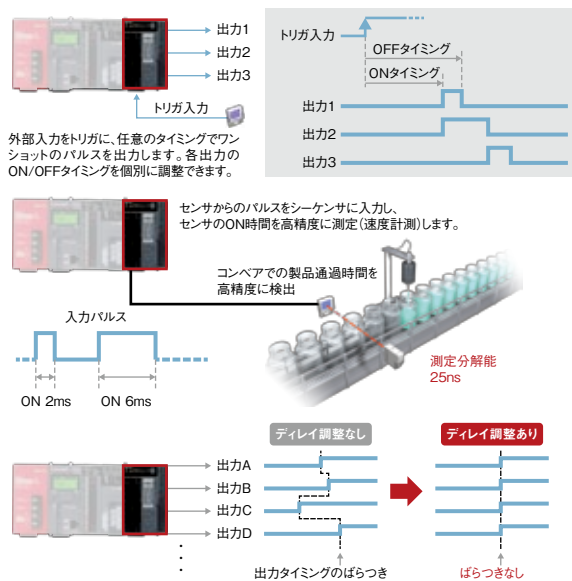 出力1
出力2
出力3
トリガ入力
外部入力をトリガに、任意のタイミングでワン
ショットのパルスを出力します。各出力の
ON/OFFタイミングを個別に調整できます。
トリガ入力
OFFタイミング
ONタイミング
出力1
出力2
出力3
センサからのパルスをシーケンサに入力し、
センサのON時間を高精度に測定(速度計測)します。
コンベアでの製品通過時間を
高精度に検出
入力パルス
ON 2ms
ON 6ms
測定分解能
25ns
出力A
出力B
出力C
出力D
ディレイ調整なし
ディレイ調整あり
出力タイミングのばらつき
ばらつきなし